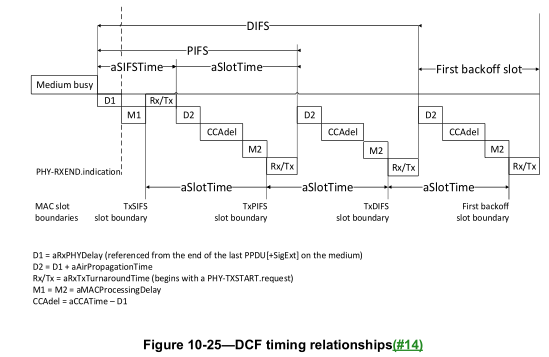 DIFS
PIFS
aSIFSTime
aSlotTime
First backoff slot
Medium busy
D1
Rx/Tx
M1
D2
D2
D2
CCAdel
CCAdel
CCAdel
M2
M2
M2
Rx/Tx
Rx/Tx
Rx/Tx
PHY-RXEND.indication
aSlotTime
aSlotTime
aSlotTime
MAC slot
boundaries
TxSIFS
slot boundary
TxPIFS
slot boundary
TxDIFS
slot boundary
First backoff
slot boundary
D1 = aRxPHYDelay (referenced from the end of the last PPDU[+SigExt] on the medium)
D2 = D1 + aAirPropagationTime
Rx/Tx = aRxTxTurnaroundTime (begins with a PHY-TXSTART.request)
M1 = M2 = aMACProcessingDelay
CCAdel = aCCATime – D1
Figure 10-25—DCF timing relationships(#14)